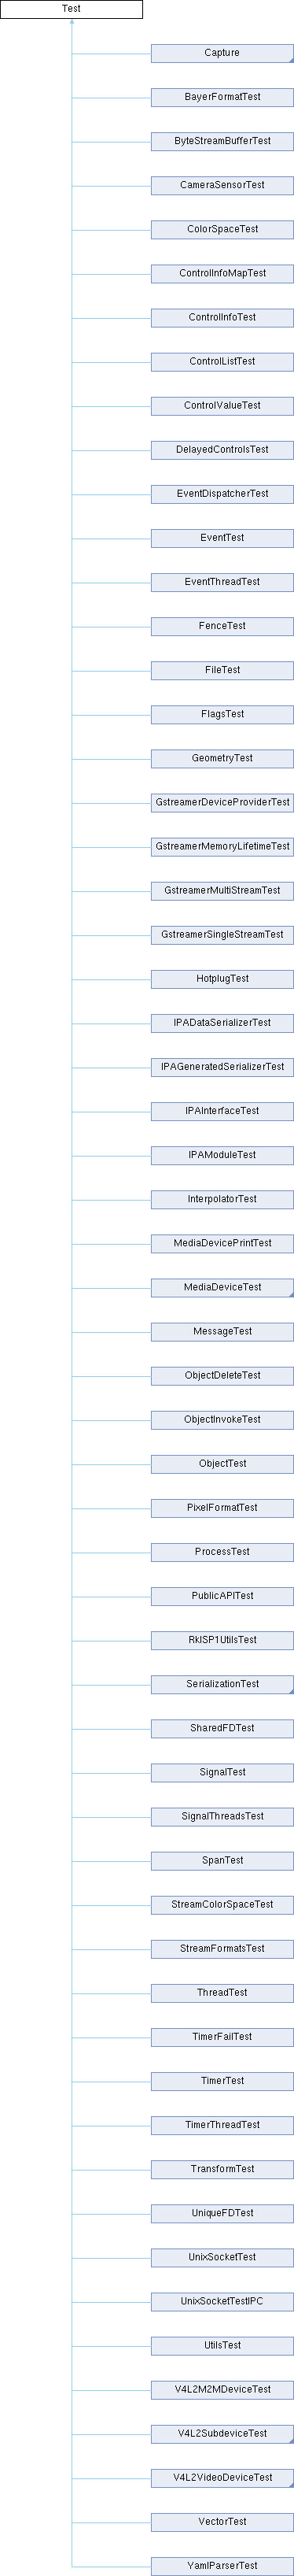 Test
Capture
BayerFormatTest
ByteStreamBufferTest
CameraSensorTest
ColorSpaceTest
ControlInfoMapTest
ControlInfoTest
ControlListTest
ControlValueTest
DelayedControlsTest
EventDispatcherTest
EventTest
EventThreadTest
FenceTest
FileTest
FlagsTest
GeometryTest
GstreamerDeviceProviderTest
GstreamerMemoryLifetimeTest
GstreamerMultiStreamTest
GstreamerSingleStreamTest
HotplugTest
IPADataSerializerTest
IPAGeneratedSerializerTest
IPAInterfaceTest
IPAModuleTest
InterpolatorTest
MediaDevicePrintTest
MediaDeviceTest
MessageTest
ObjectDeleteTest
ObjectInvokeTest
ObjectTest
PixelFormatTest
ProcessTest
PublicAPITest
RkISP1UtilsTest
SerializationTest
SharedFDTest
SignalTest
SignalThreadsTest
SpanTest
StreamColorSpaceTest
StreamFormatsTest
ThreadTest
TimerFailTest
TimerTest
TimerThreadTest
TransformTest
UniqueFDTest
UnixSocketTest
UnixSocketTestIPC
UtilsTest
V4L2M2MDeviceTest
V4L2SubdeviceTest
V4L2VideoDeviceTest
VectorTest
YamlParserTest